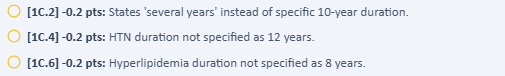 [1C.2] -0.2 pts: States 'several years' instead of specific 10-year duration.
[1C.4] -0.2 pts: HTN duration not specified as 12 years.
[1C.6] -0.2 pts: Hyperlipidemia duration not specified as 8 years.